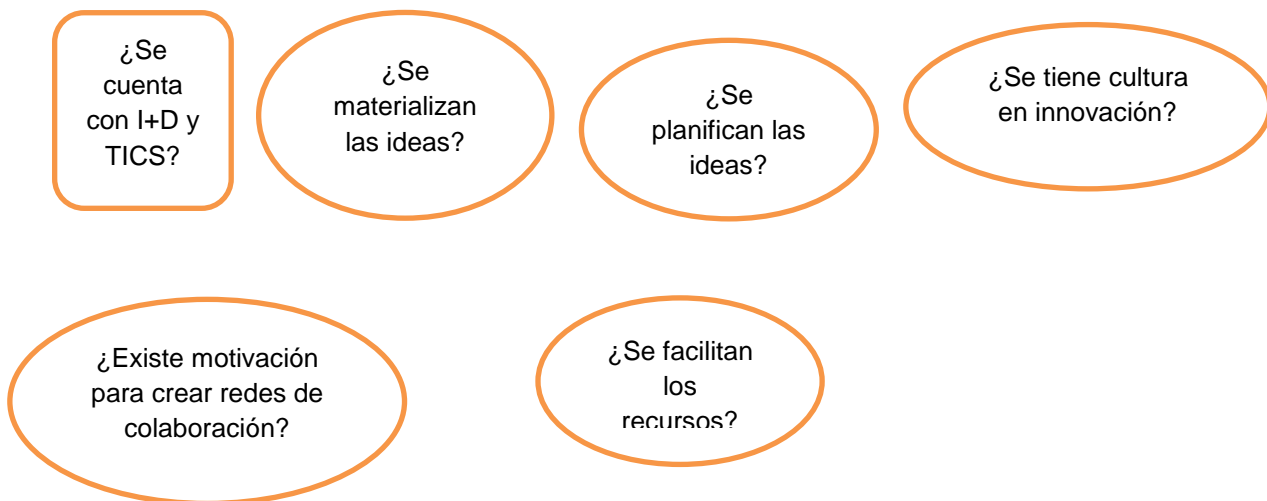 ¿Se
cuenta
con I+D y
TICS?
¿Se
materializan
las ideas?
¿Se
planifican las
ideas?
¿Se tiene cultura
en innovación?
¿Existe motivación
para crear redes de
colaboración?
¿Se facilitan
los
recursos?